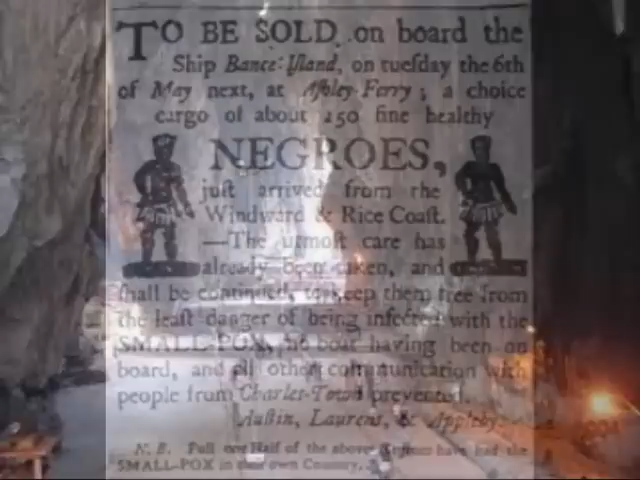 TO BE SOLD on board the
Ship Bance: Iſland, on tueſday the 6th
of May next, at Aſhley-Ferry; a choice
cargo of about 250 fine healthy
NEGROES,
juſt arrived from the
Windward & Rice Coaſt.
—The utmoſt care has
already been taken, and
ſhall be continued, to keep them free from
the leaſt danger of being infected with the
SMALL-POX, no boat having been on
board, and all other communication with
people from Charles-Town prevented.
Auſtin, Laurens, & Appleby.
N. B. Full one Half of the above Negroes have had the
SMALL-POX in their own Country.